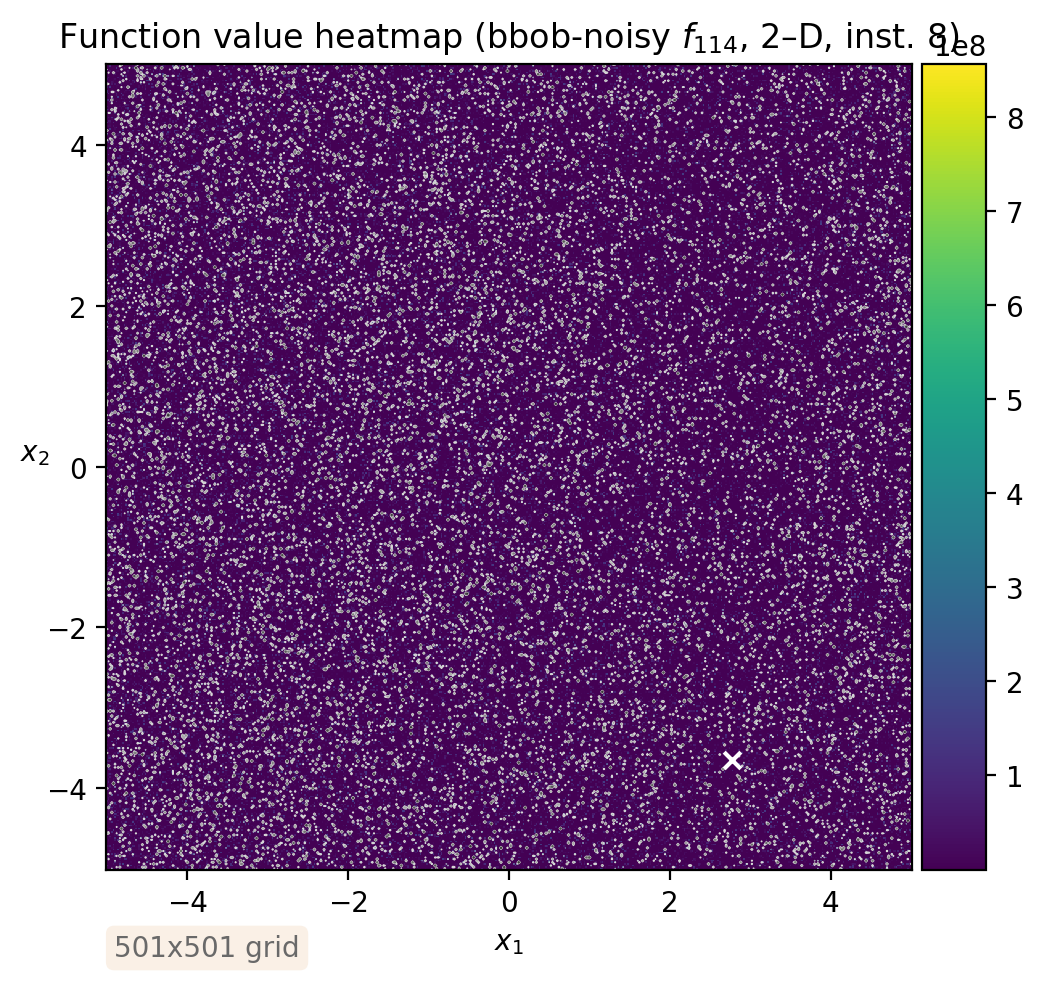 Function value heatmap (bbob-noisy f₁₁₄, 2–D, inst. 8)
1e8
8
7
6
5
4
3
2
1
4
2
0
−2
−4
x₂
−4 −2 0 2 4
x₁
501x501 grid